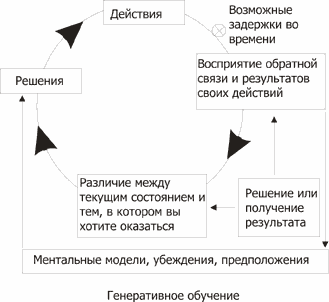 Действия
Возможные
задержки во
времени
Решения
Восприятие обратной
связи и результатов
своих действий
Различие между
текущим состоянием и
тем, в котором вы
хотите оказаться
Решение или
получение
результата
Ментальные модели, убеждения, предположения
Генеративное обучение